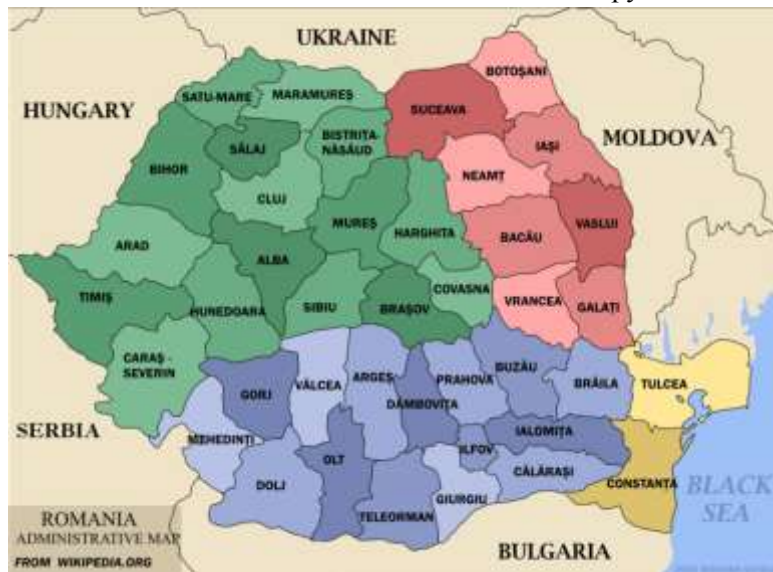 UKRAINE
BOTOȘANI
SATU-MARE
MARAMUREȘ
SUCEAVA
HUNGARY
MOLDOVA
BISTRIȚA-
NĂSĂUD
SĂLAJ
IAȘI
BIHOR
NEAMȚ
CLUJ
MUREȘ
HARGHITA
BACĂU
VASLUI
ARAD
ALBA
TIMIȘ
HUNEDOARA
SIBIU
BRAȘOV
COVASNA
VRANCEA
GALAȚI
CARAȘ -
SEVERIN
GORJ
VÂLCEA
ARGEȘ
PRAHOVA
BUZĂU
BRĂILA
TULCEA
DÂMBOVIȚA
SERBIA
MEHEDINȚI
OLT
ILFOV
IALOMIȚA
CĂLĂRAȘI
DOLJ
TELEORMAN
GIURGIU
CONSTANȚA
BLACK
SEA
ROMANIA
ADMINISTRATIVE MAP
FROM WIKIPEDIA.ORG
BULGARIA